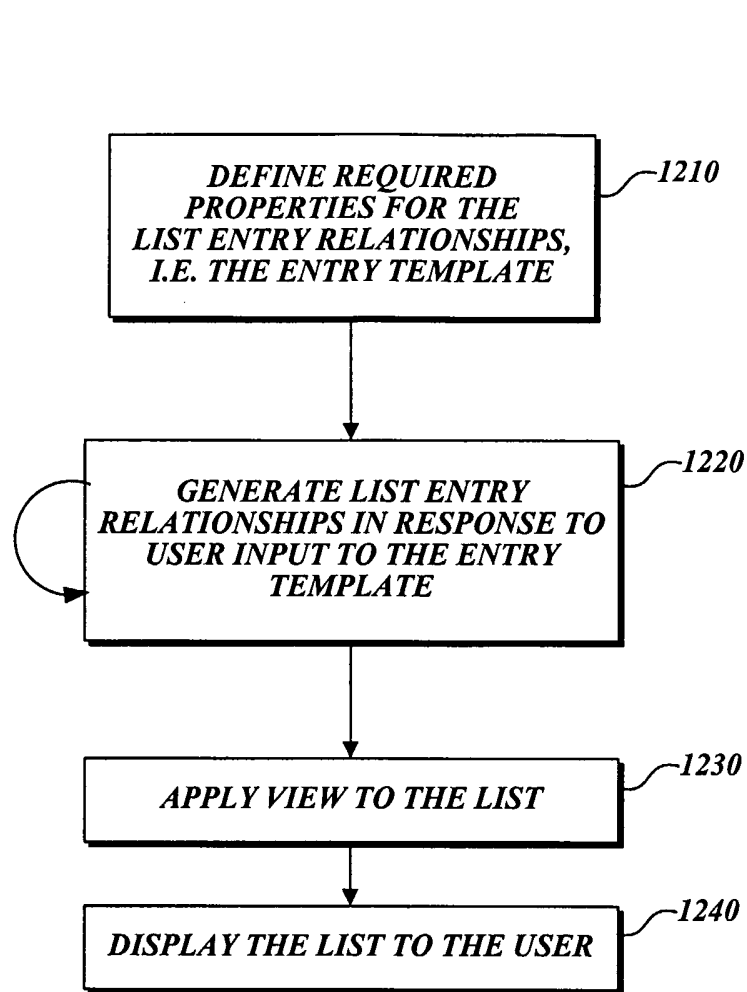 DEFINE REQUIRED
PROPERTIES FOR THE
LIST ENTRY RELATIONSHIPS,
I.E. THE ENTRY TEMPLATE
1210
GENERATE LIST ENTRY
RELATIONSHIPS IN RESPONSE TO
USER INPUT TO THE ENTRY
TEMPLATE
1220
APPLY VIEW TO THE LIST
1230
DISPLAY THE LIST TO THE USER
1240